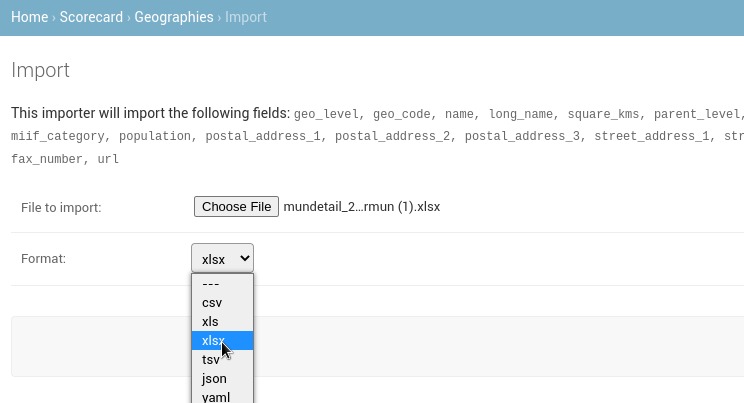 Home › Scorecard › Geographies › Import
Import
This importer will import the following fields: geo_level, geo_code, name, long_name, square_kms, parent_level,
miif_category, population, postal_address_1, postal_address_2, postal_address_3, street_address_1, str
fax_number, url
File to import: Choose File mundetail_2…rmun (1).xlsx
Format: xlsx
---
csv
xls
xlsx
tsv
json
yaml